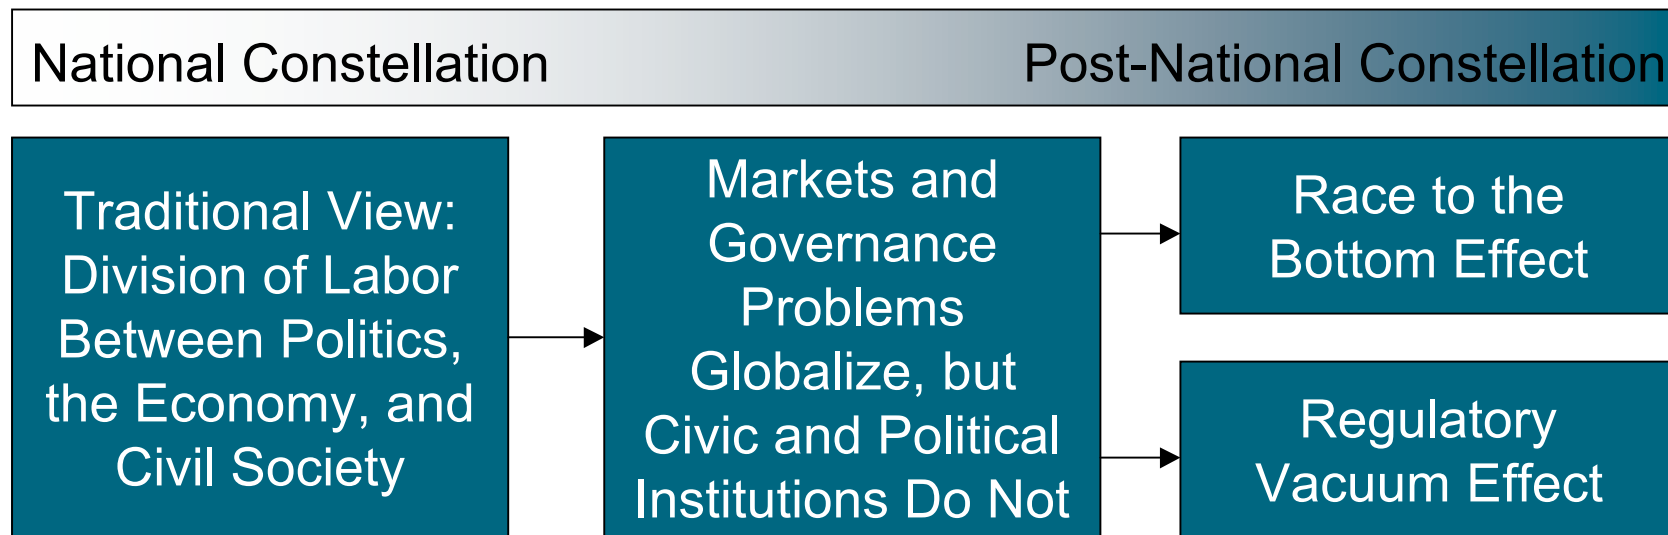 National Constellation
Post-National Constellation
Traditional View:
Division of Labor
Between Politics,
the Economy, and
Civil Society
Markets and
Governance
Problems
Globalize, but
Civic and Political
Institutions Do Not
Race to the
Bottom Effect
Regulatory
Vacuum Effect